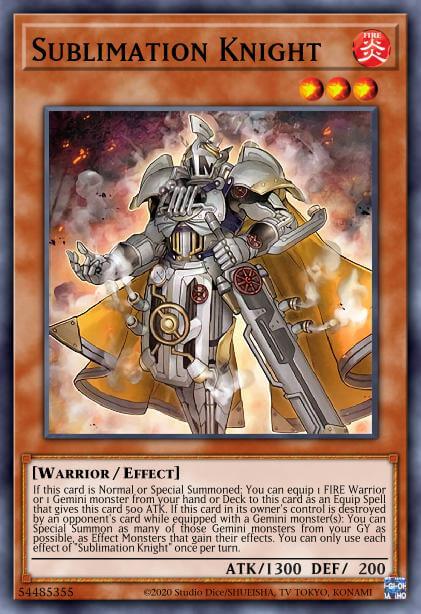 SUBLIMATION KNIGHT
FIRE
炎
[WARRIOR / EFFECT]
If this card is Normal or Special Summoned: You can equip 1 FIRE Warrior
or 1 Gemini monster from your hand or Deck to this card as an Equip Spell
that gives this card 500 ATK. If this card in its owner's control is destroyed
by an opponent's card while equipped with a Gemini monster(s): You can
Special Summon as many of those Gemini monsters from your GY as
possible, as Effect Monsters that gain their effects. You can only use each
effect of "Sublimation Knight" once per turn.
ATK/1300 DEF/ 200
54485355 ©2020 Studio Dice/SHUEISHA, TV TOKYO, KONAMI